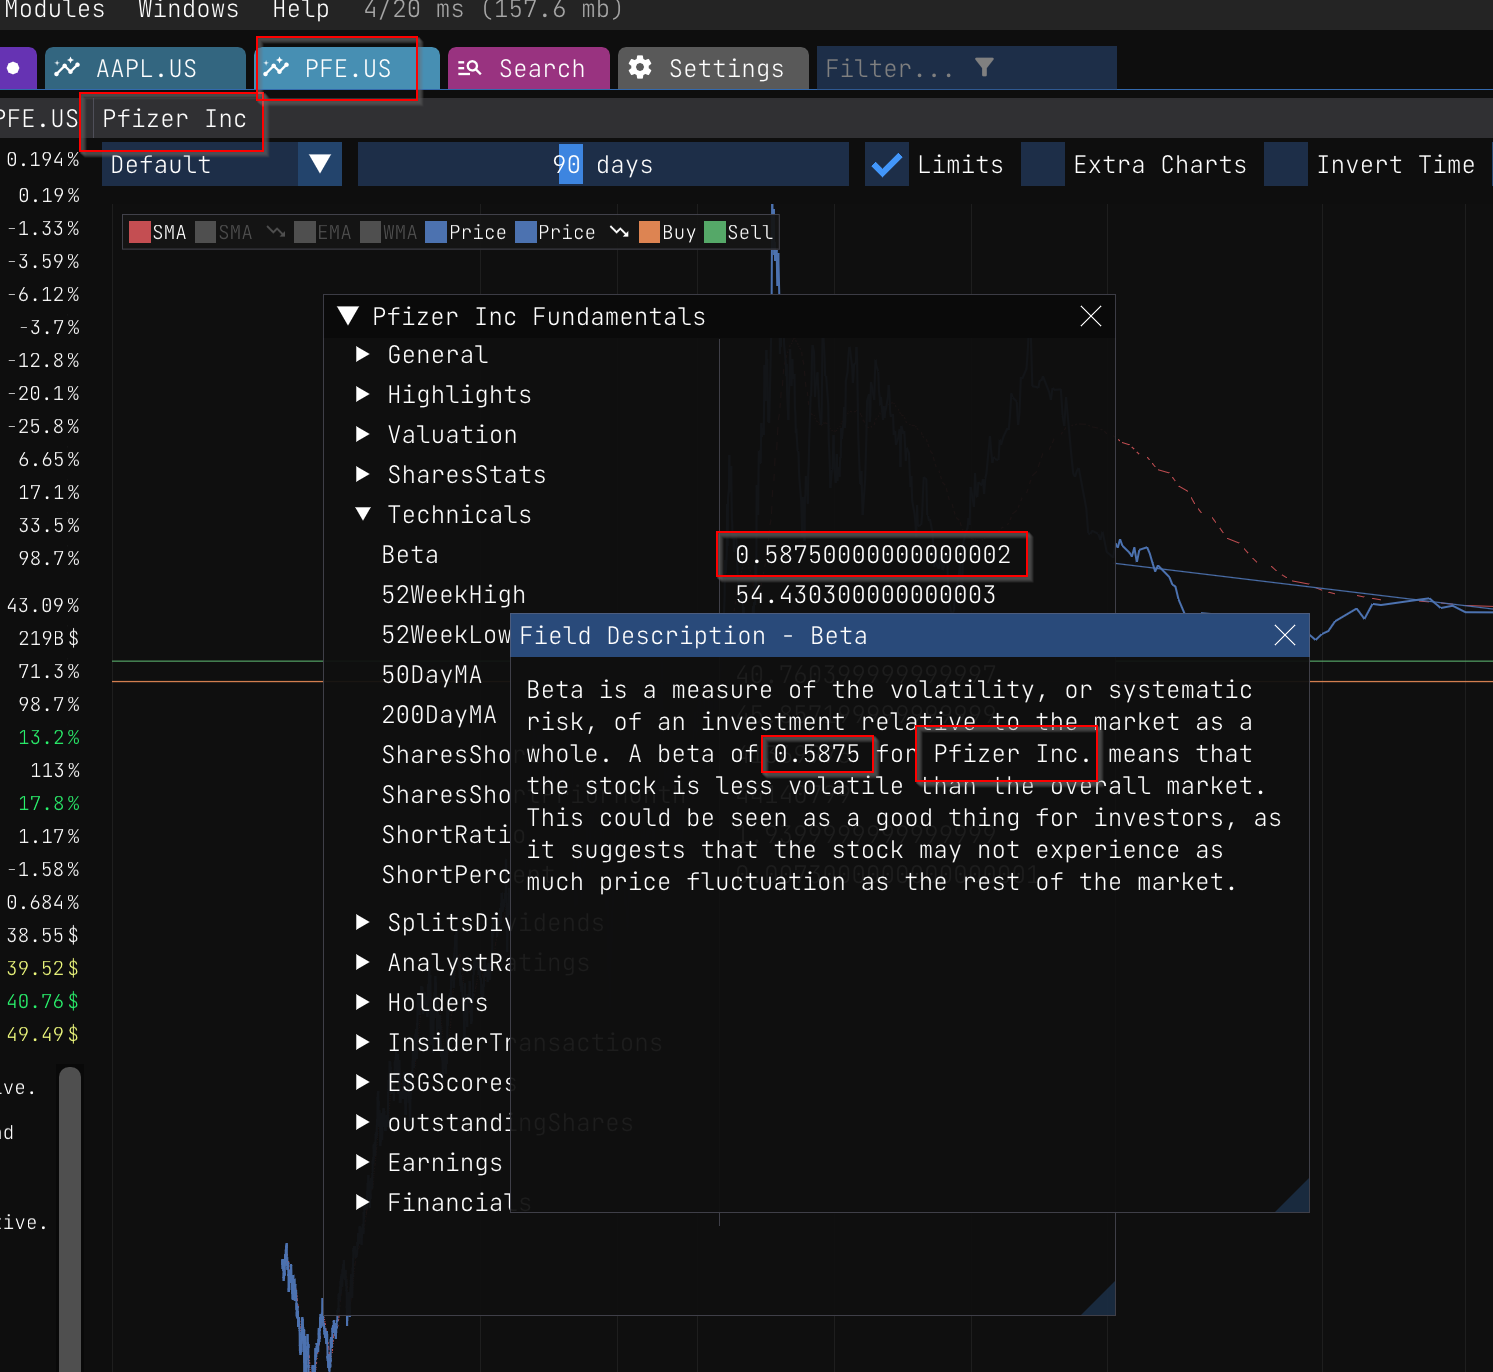 Modules Windows Help 4/20 ms (157.6 mb)
AAPL.US PFE.US Search Settings Filter...
PFE.US Pfizer Inc
Default 90 days Limits Extra Charts Invert Time
0.194%
0.19%
-1.33%
-3.59%
-6.12%
-3.7%
-12.8%
-20.1%
-25.8%
6.65%
17.1%
33.5%
98.7%
43.09%
219B$
71.3%
98.7%
13.2%
113%
17.8%
1.17%
-1.58%
0.684%
38.55$
39.52$
40.76$
49.49$
SMA SMA EMA WMA Price Price Buy Sell
Pfizer Inc Fundamentals
General
Highlights
Valuation
SharesStats
Technicals
Beta 0.58750000000000002
52WeekHigh 54.430300000000003
52WeekLow
50DayMA 40.760399999999997
200DayMA
ShortRatio
ShortPercent
SplitsDividends
AnalystRatings
Holders
InsiderTransactions
ESGScores
outstandingShares
Earnings
Financials
Field Description - Beta
Beta is a measure of the volatility, or systematic
risk, of an investment relative to the market as a
whole. A beta of 0.5875 for Pfizer Inc. means that
the stock is less volatile than the overall market.
This could be seen as a good thing for investors, as
it suggests that the stock may not experience as
much price fluctuation as the rest of the market.